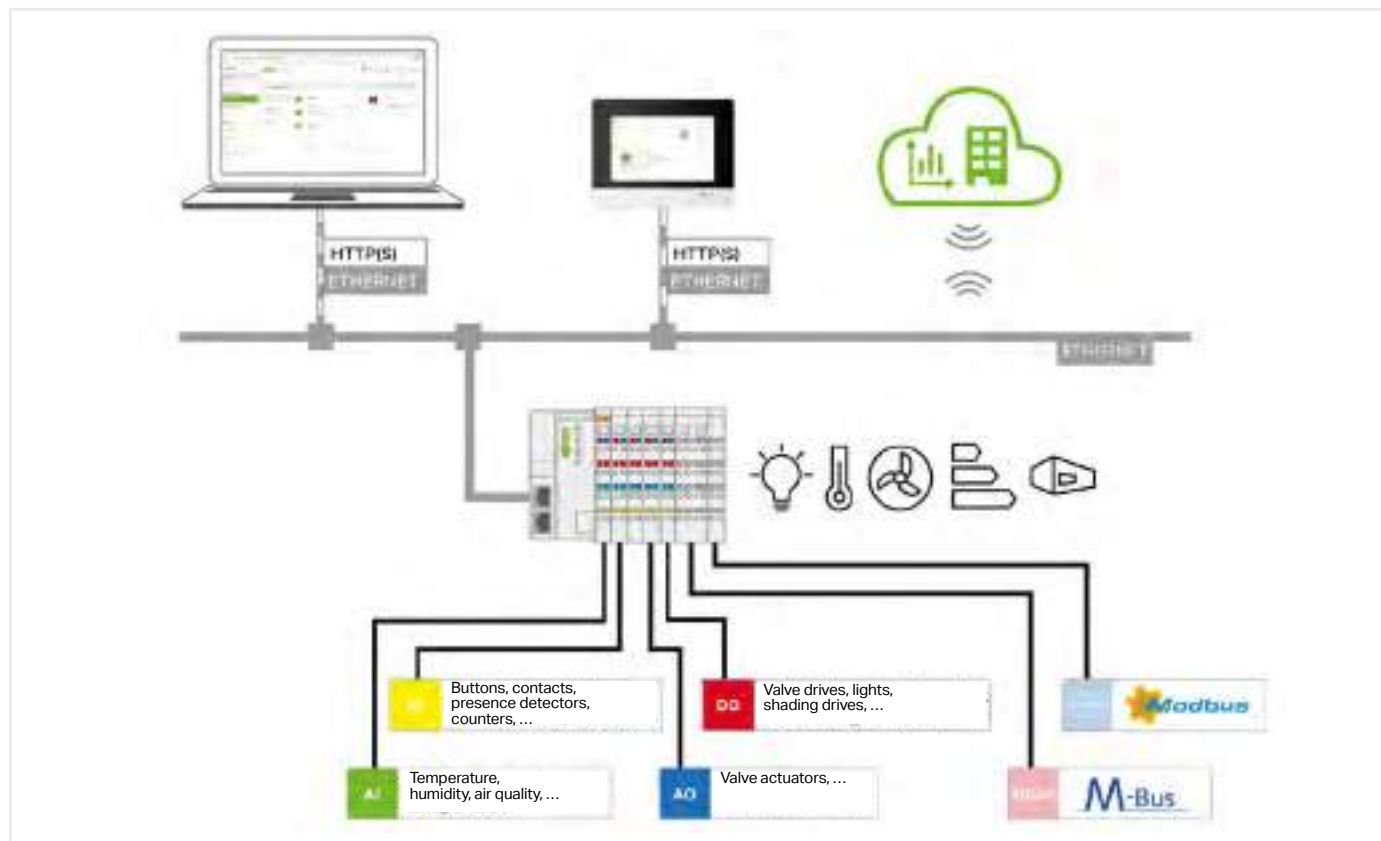 HTTP(S)
ETHERNET
HTTP(S)
ETHERNET
ETHERNET
Buttons, contacts,
presence detectors,
counters, ...
DO
Valve drives, lights,
shading drives, ...
Modbus
AI
Temperature,
humidity, air quality, ...
AO
Valve actuators, ...
M-Bus